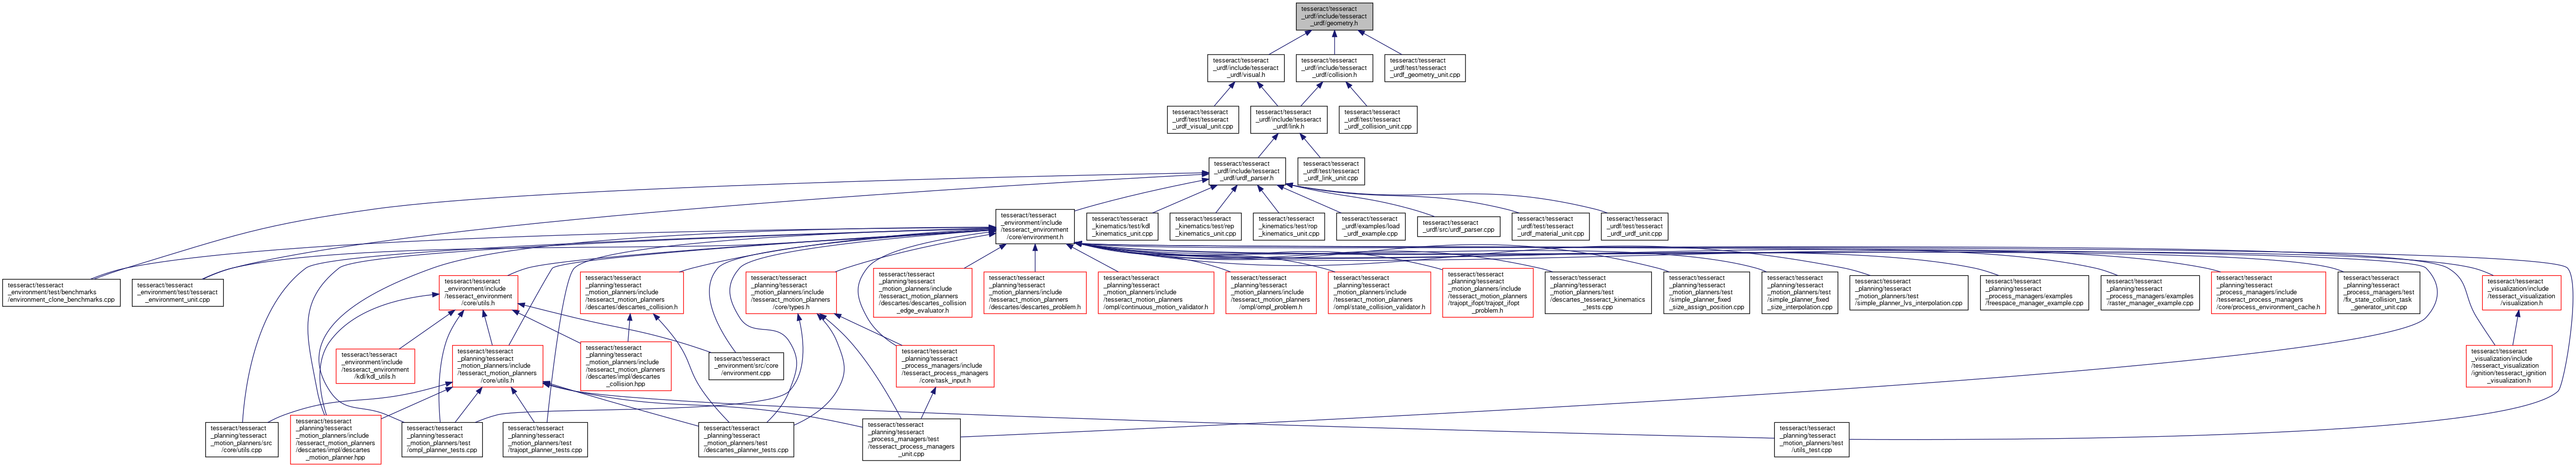 tesseract/tesseract
_urdf/include/tesseract
_urdf/geometry.h
tesseract/tesseract
_urdf/include/tesseract
_urdf/visual.h
tesseract/tesseract
_urdf/include/tesseract
_urdf/collision.h
tesseract/tesseract
_urdf/test/tesseract
_urdf_geometry_unit.cpp
tesseract/tesseract
_urdf/test/tesseract
_urdf_visual_unit.cpp
tesseract/tesseract
_urdf/include/tesseract
_urdf/link.h
tesseract/tesseract
_urdf/test/tesseract
_urdf_collision_unit.cpp
tesseract/tesseract
_urdf/include/tesseract
_urdf/urdf_parser.h
tesseract/tesseract
_urdf/test/tesseract
_urdf_link_unit.cpp
tesseract/tesseract
_environment/include
/tesseract_environment
/core/environment.h
tesseract/tesseract
_kinematics/test/kdl
_kinematics_unit.cpp
tesseract/tesseract
_kinematics/test/rep
_kinematics_unit.cpp
tesseract/tesseract
_kinematics/test/rop
_kinematics_unit.cpp
tesseract/tesseract
_urdf/examples/load
_urdf_example.cpp
tesseract/tesseract
_urdf/src/urdf_parser.cpp
tesseract/tesseract
_urdf/test/tesseract
_urdf_material_unit.cpp
tesseract/tesseract
_urdf/test/tesseract
_urdf_urdf_unit.cpp
tesseract/tesseract
_environment/test/benchmarks
/environment_clone_benchmarks.cpp
tesseract/tesseract
_environment/test/tesseract
_environment_unit.cpp
tesseract/tesseract
_environment/include
/tesseract_environment
/core/utils.h
tesseract/tesseract
_planning/tesseract
_motion_planners/include
/tesseract_motion_planners
/descartes/descartes_collision.h
tesseract/tesseract
_planning/tesseract
_motion_planners/include
/tesseract_motion_planners
/core/types.h
tesseract/tesseract
_planning/tesseract
_motion_planners/include
/tesseract_motion_planners
/descartes/descartes_collision
_edge_evaluator.h
tesseract/tesseract
_planning/tesseract
_motion_planners/include
/tesseract_motion_planners
/descartes/descartes_problem.h
tesseract/tesseract
_planning/tesseract
_motion_planners/include
/tesseract_motion_planners
/ompl/continuous_motion_validator.h
tesseract/tesseract
_planning/tesseract
_motion_planners/include
/tesseract_motion_planners
/ompl/ompl_problem.h
tesseract/tesseract
_planning/tesseract
_motion_planners/include
/tesseract_motion_planners
/ompl/state_collision_validator.h
tesseract/tesseract
_planning/tesseract
_motion_planners/include
/tesseract_motion_planners
/trajopt_ifopt/trajopt_ifopt
_problem.h
tesseract/tesseract
_planning/tesseract
_motion_planners/test
/descartes_tesseract_kinematics
_tests.cpp
tesseract/tesseract
_planning/tesseract
_motion_planners/test
/simple_planner_fixed
_size_assign_position.cpp
tesseract/tesseract
_planning/tesseract
_motion_planners/test
/simple_planner_fixed
_size_interpolation.cpp
tesseract/tesseract
_planning/tesseract
_motion_planners/test
/simple_planner_lvs_interpolation.cpp
tesseract/tesseract
_planning/tesseract
_process_managers/examples
/freespace_manager_example.cpp
tesseract/tesseract
_planning/tesseract
_process_managers/examples
/raster_manager_example.cpp
tesseract/tesseract
_planning/tesseract
_process_managers/include
/tesseract_process_managers
/core/process_environment_cache.h
tesseract/tesseract
_planning/tesseract
_process_managers/test
/fix_state_collision_task
_generator_unit.cpp
tesseract/tesseract
_visualization/include
/tesseract_visualization
/visualization.h
tesseract/tesseract
_environment/include
/tesseract_environment
/kdl/kdl_utils.h
tesseract/tesseract
_planning/tesseract
_motion_planners/include
/tesseract_motion_planners
/core/utils.h
tesseract/tesseract
_planning/tesseract
_motion_planners/include
/tesseract_motion_planners
/descartes/impl/descartes
_collision.hpp
tesseract/tesseract
_environment/src/core
/environment.cpp
tesseract/tesseract
_planning/tesseract
_process_managers/include
/tesseract_process_managers
/core/task_input.h
tesseract/tesseract
_visualization/include
/tesseract_visualization
/ignition/tesseract_ignition
_visualization.h
tesseract/tesseract
_planning/tesseract
_motion_planners/src
/core/utils.cpp
tesseract/tesseract
_planning/tesseract
_motion_planners/include
/tesseract_motion_planners
/descartes/impl/descartes
_motion_planner.hpp
tesseract/tesseract
_planning/tesseract
_motion_planners/test
/ompl_planner_tests.cpp
tesseract/tesseract
_planning/tesseract
_motion_planners/test
/trajopt_planner_tests.cpp
tesseract/tesseract
_planning/tesseract
_motion_planners/test
/descartes_planner_tests.cpp
tesseract/tesseract
_planning/tesseract
_process_managers/test
/tesseract_process_managers
_unit.cpp
tesseract/tesseract
_planning/tesseract
_motion_planners/test
/utils_test.cpp